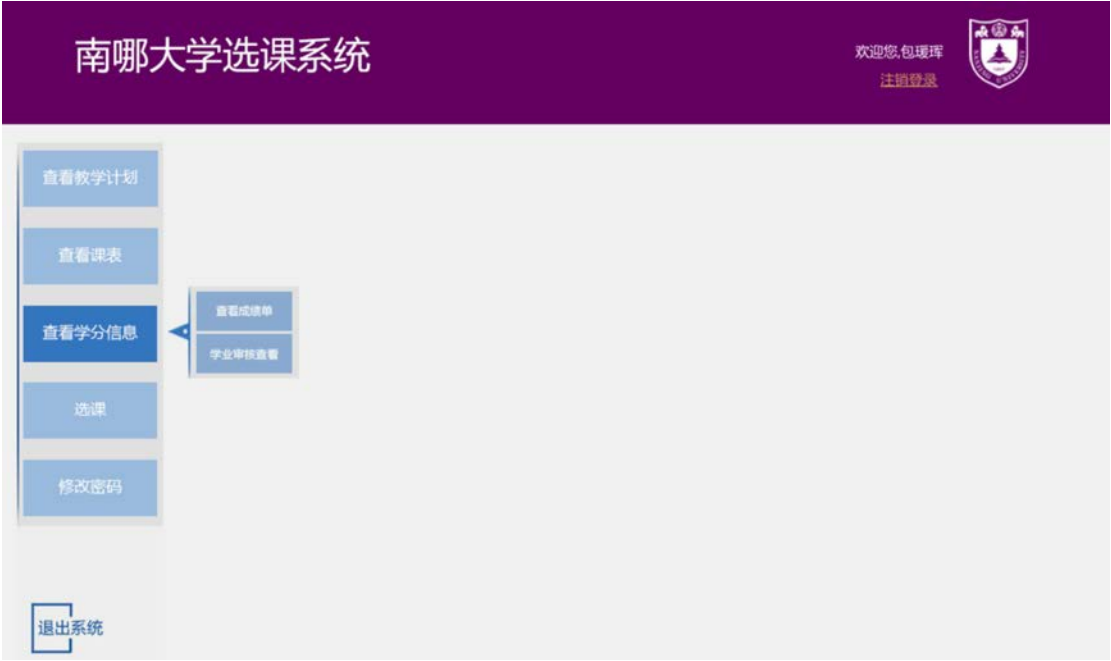 南哪大学选课系统
欢迎您,包瑗珲
注销登录
查看教学计划
查看课表
查看学分信息
查看成绩单
学业审核查看
选课
修改密码
退出系统